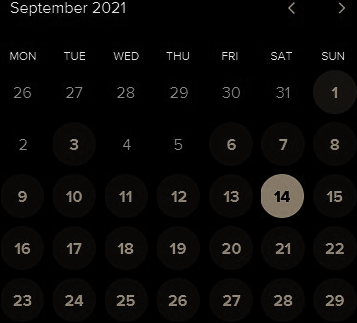 September 2021
MON TUE WED THU FRI SAT SUN
26 27 28 29 30 31 1
2 3 4 5 6 7 8
9 10 11 12 13 14 15
16 17 18 19 20 21 22
23 24 25 26 27 28 29